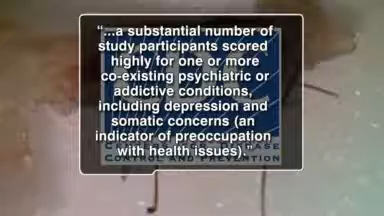 "...a substantial number of
study participants scored
highly for one or more
co-existing psychiatric or
addictive conditions,
including depression and
somatic concerns (an
indicator of preoccupation
with health issues)."
CONTROL AND PREVENTION